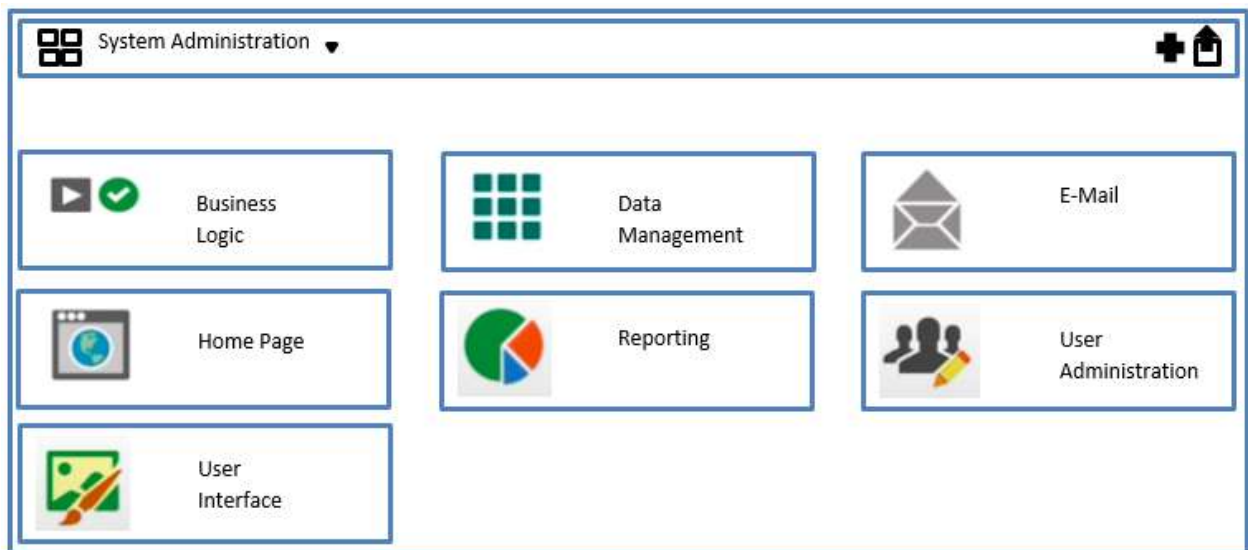 System Administration
Business
Logic
Data
Management
E-Mail
Home Page
Reporting
User
Administration
User
Interface